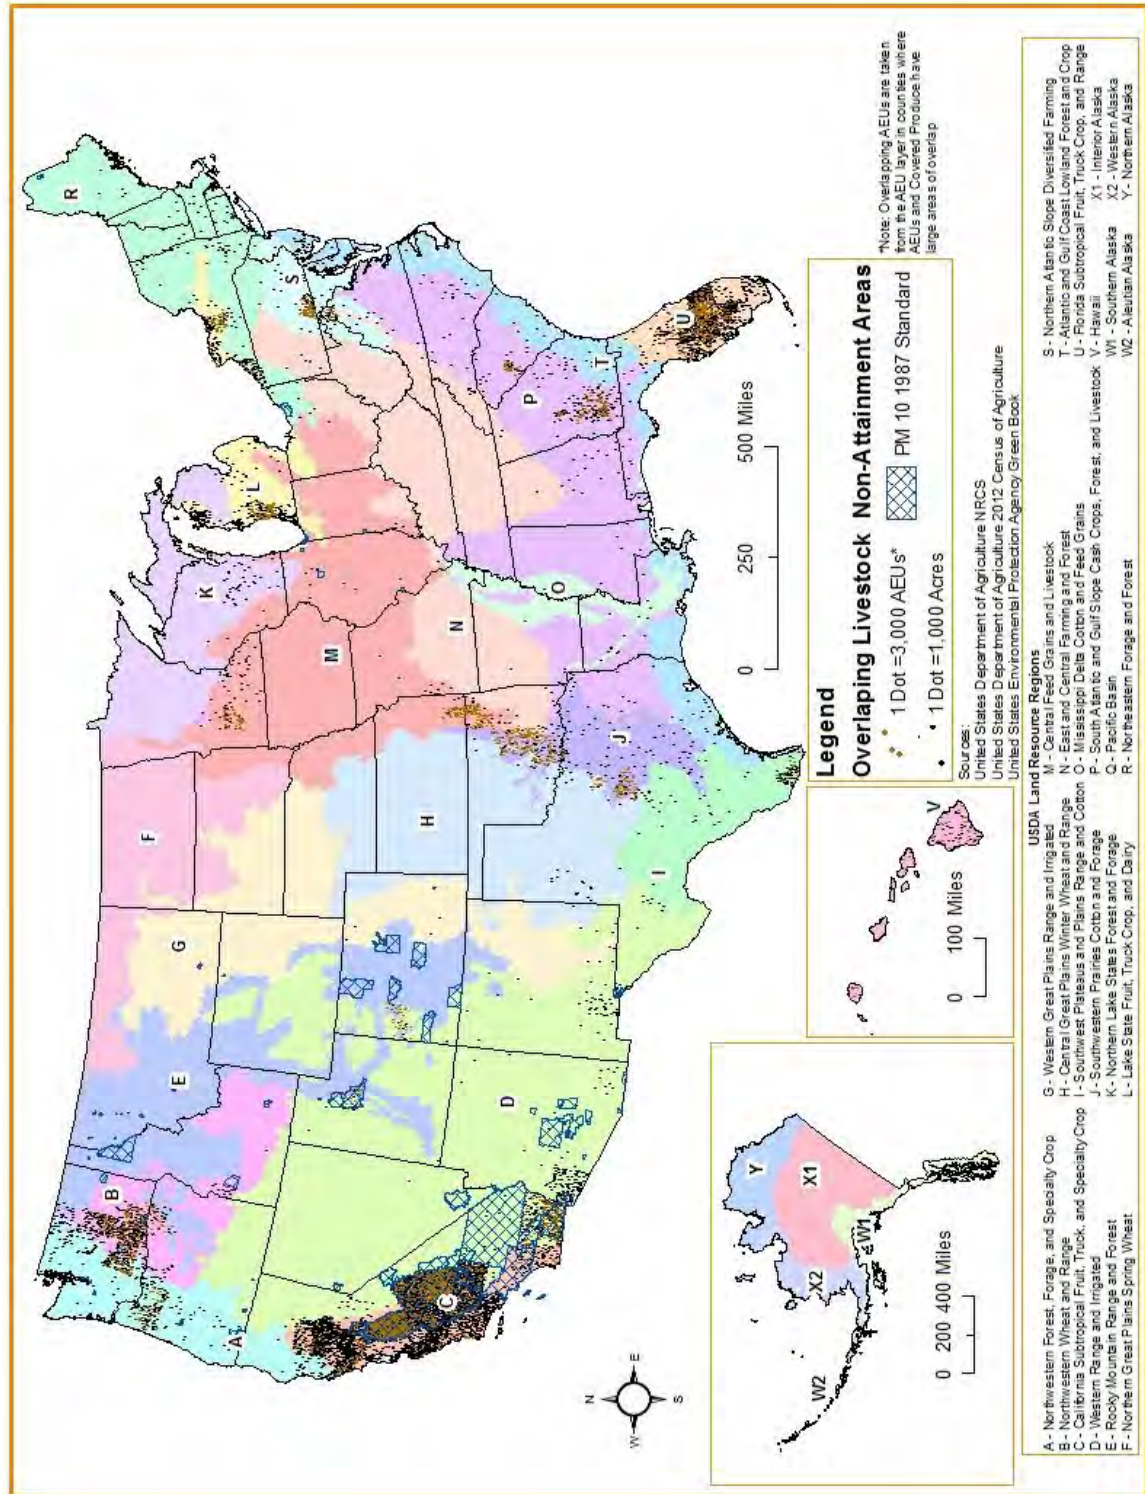 R
S
K
L
F
G
E
B
A
M
N
H
D
C
P
T
U
O
J
I
N
W
E
S
*Note: Overlapping AEUs are taken
from the AEU layer in counties where
AEUs and Covered Produce have
large areas of overlap
0 250 500 Miles
Legend
Overlaping Livestock Non-Attainment Areas
1 Dot =3,000 AEUs*
PM 10 1987 Standard
1 Dot =1,000 Acres
Sources:
United States Department of Agriculture NRCS
United States Department of Agriculture 2012 Census of Agriculture
United States Environmental Protection Agency Green Book
V
0 100 Miles
Y
X1
X2
W1
W2
0 200 400 Miles
USDA Land Resource Regions
A - Northwestern Forest, Forage, and Specialty Crop
B - Northwestern Wheat and Range
C - California Subtropical Fruit, Truck, and Specialty Crop
D - Western Range and Irrigated
E - Rocky Mountain Range and Forest
F - Northern Great Plains Spring Wheat
G - Western Great Plains Range and Irrigated
H - Central Great Plains Winter Wheat and Range
I - Southwest Plateaus and Plains Range and Cotton
J - Southwestern Prairies Cotton and Forage
K - Northern Lake States Forest and Forage
L - Lake State Fruit, Truck Crop, and Dairy
M - Central Feed Grains and Livestock
N - East and Central Farming and Forest
O - Mississippi Delta Cotton and Feed Grains
P - South Atlantic and Gulf Slope Cash Crops, Forest, and Livestock
Q - Pacific Basin
R - Northeastern Forage and Forest
S - Northern Atlantic Slope Diversified Farming
T - Atlantic and Gulf Coast Lowland Forest and Crop
U - Florida Subtropical Fruit, Truck Crop, and Range
V - Hawaii
W1 - Southern Alaska
W2 - Aleutian Alaska
X1 - Interior Alaska
X2 - Western Alaska
Y - Northern Alaska